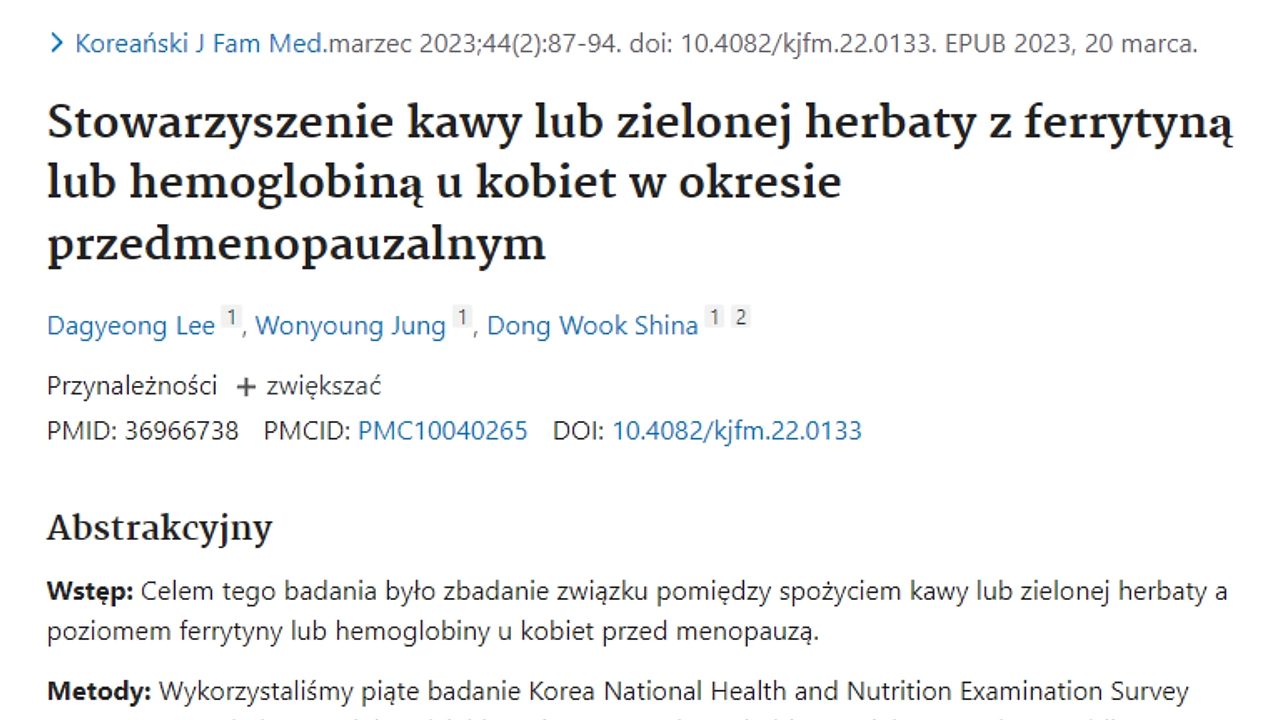 Koreański J Fam Med.marzec 2023;44(2):87-94. doi: 10.4082/kjfm.22.0133. EPUB 2023, 20 marca.
Stowarzyszenie kawy lub zielonej herbaty z ferrytyną
lub hemoglobiną u kobiet w okresie
przedmenopauzalnym
Dagyeong Lee 1, Wonyoung Jung 1, Dong Wook Shina 1 2
Przynależności + zwiększać
PMID: 36966738 PMCID: PMC10040265 DOI: 10.4082/kjfm.22.0133
Abstrakcyjny
Wstęp: Celem tego badania było zbadanie związku pomiędzy spożyciem kawy lub zielonej herbaty a
poziomem ferrytyny lub hemoglobiny u kobiet przed menopauzą.
Metody: Wykorzystaliśmy piąte badanie Korea National Health and Nutrition Examination Survey